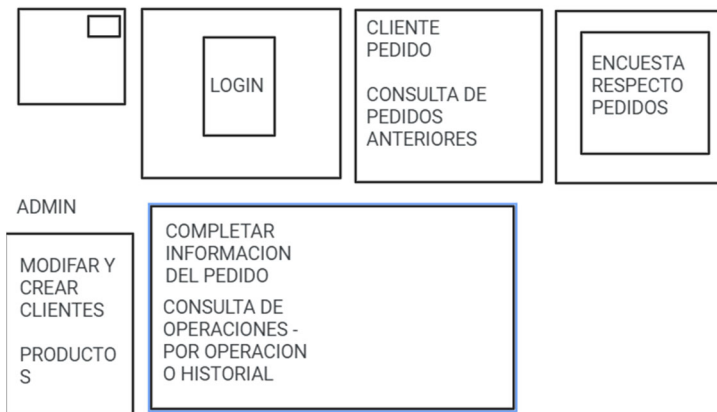 LOGIN
CLIENTE
PEDIDO
CONSULTA DE
PEDIDOS
ANTERIORES
ENCUESTA
RESPECTO
PEDIDOS
ADMIN
MODIFAR Y
CREAR
CLIENTES
PRODUCTO
S
COMPLETAR
INFORMACION
DEL PEDIDO
CONSULTA DE
OPERACIONES -
POR OPERACION
O HISTORIAL